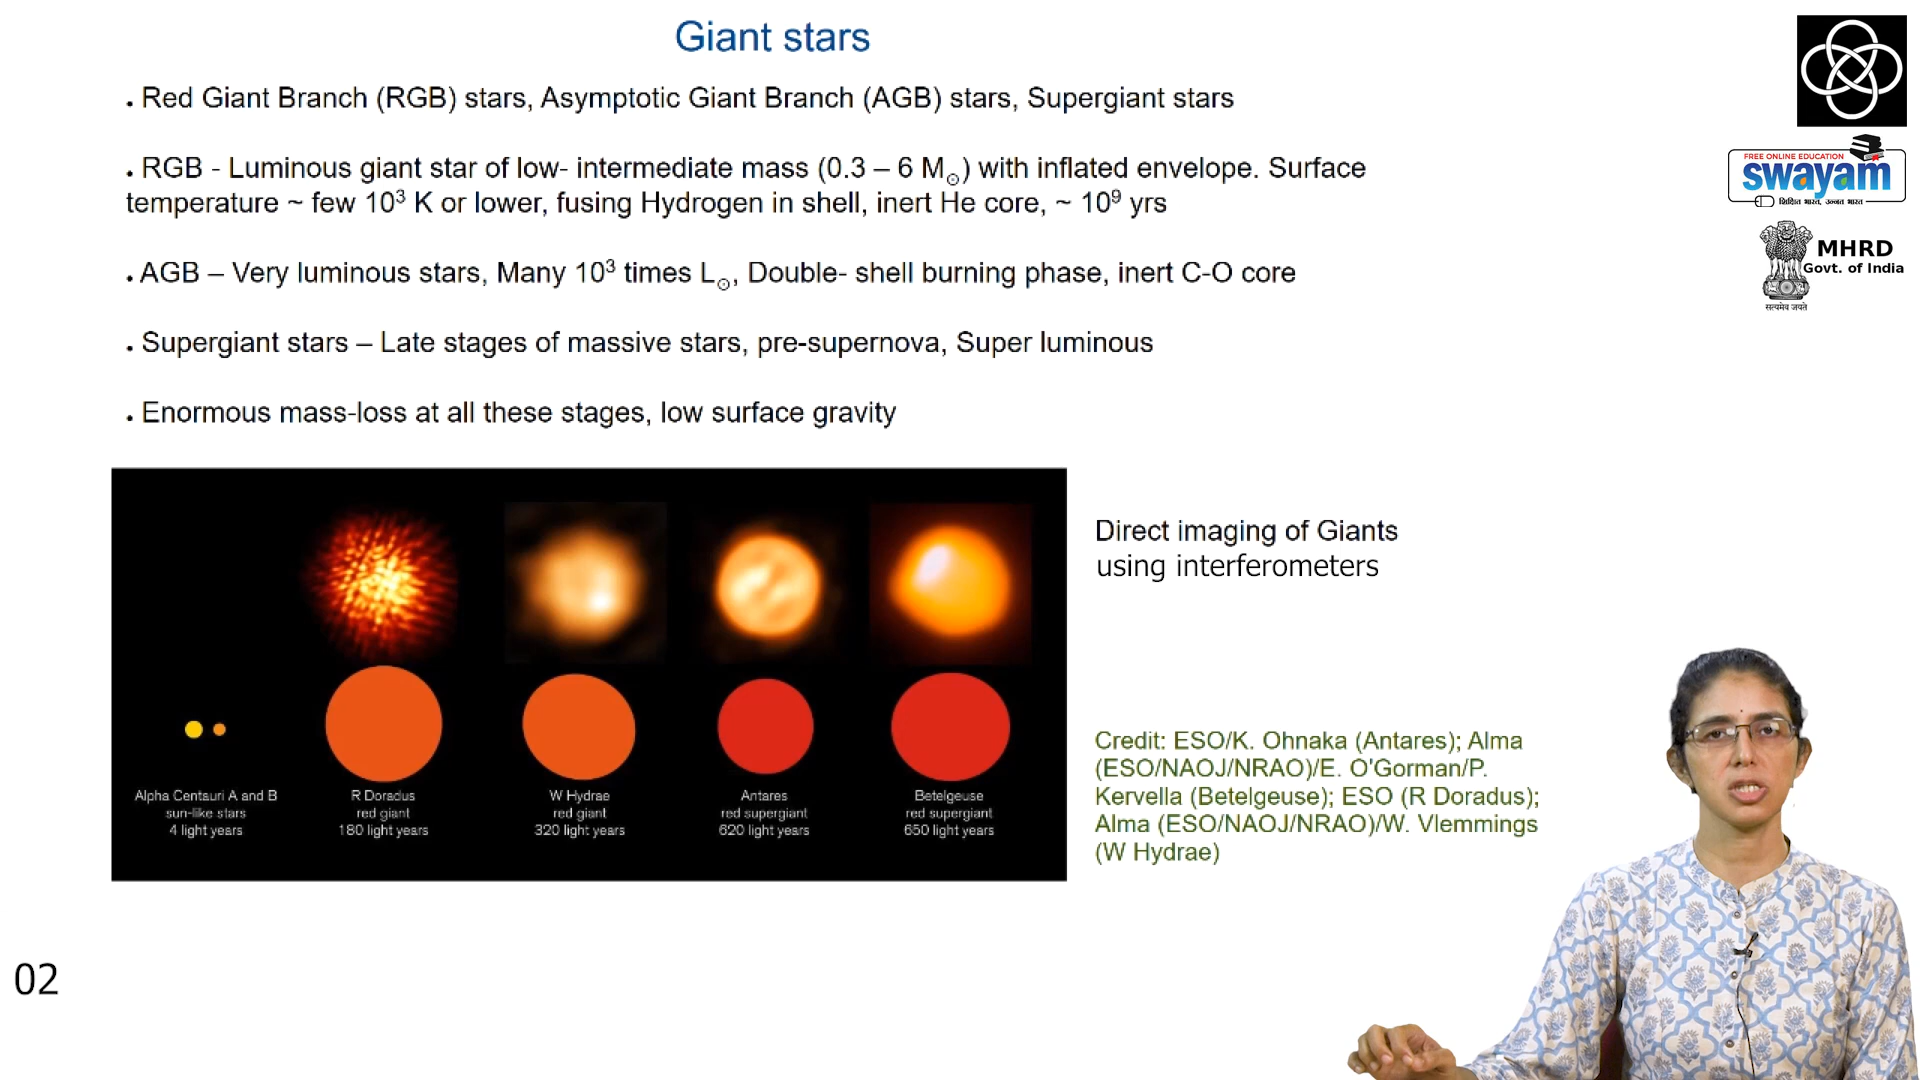 Giant stars
. Red Giant Branch (RGB) stars, Asymptotic Giant Branch (AGB) stars, Supergiant stars
. RGB - Luminous giant star of low- intermediate mass (0.3 – 6 M⊙) with inflated envelope. Surface
temperature ~ few 10³ K or lower, fusing Hydrogen in shell, inert He core, ~ 10⁹ yrs
. AGB – Very luminous stars, Many 10³ times L⊙, Double- shell burning phase, inert C-O core
. Supergiant stars – Late stages of massive stars, pre-supernova, Super luminous
. Enormous mass-loss at all these stages, low surface gravity
FREE ONLINE EDUCATION
swayam
शिक्षित भारत, उन्नत भारत
MHRD
Govt. of India
सत्यमेव जयते
Direct imaging of Giants
using interferometers
Alpha Centauri A and B
sun-like stars
4 light years
R Doradus
red giant
180 light years
W Hydrae
red giant
320 light years
Antares
red supergiant
620 light years
Betelgeuse
red supergiant
650 light years
Credit: ESO/K. Ohnaka (Antares); Alma
(ESO/NAOJ/NRAO)/E. O'Gorman/P.
Kervella (Betelgeuse); ESO (R Doradus);
Alma (ESO/NAOJ/NRAO)/W. Vlemmings
(W Hydrae)
02